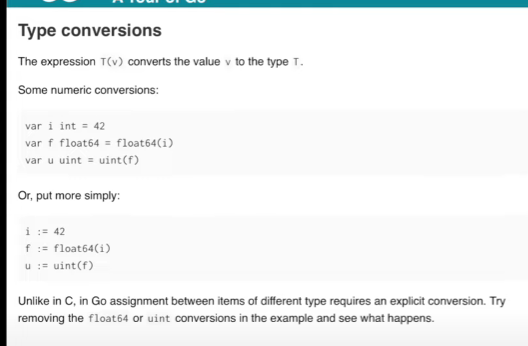 Type conversions
The expression T(v) converts the value v to the type T.
Some numeric conversions:
var i int = 42
var f float64 = float64(i)
var u uint = uint(f)
Or, put more simply:
i := 42
f := float64(i)
u := uint(f)
Unlike in C, in Go assignment between items of different type requires an explicit conversion. Try
removing the float64 or uint conversions in the example and see what happens.